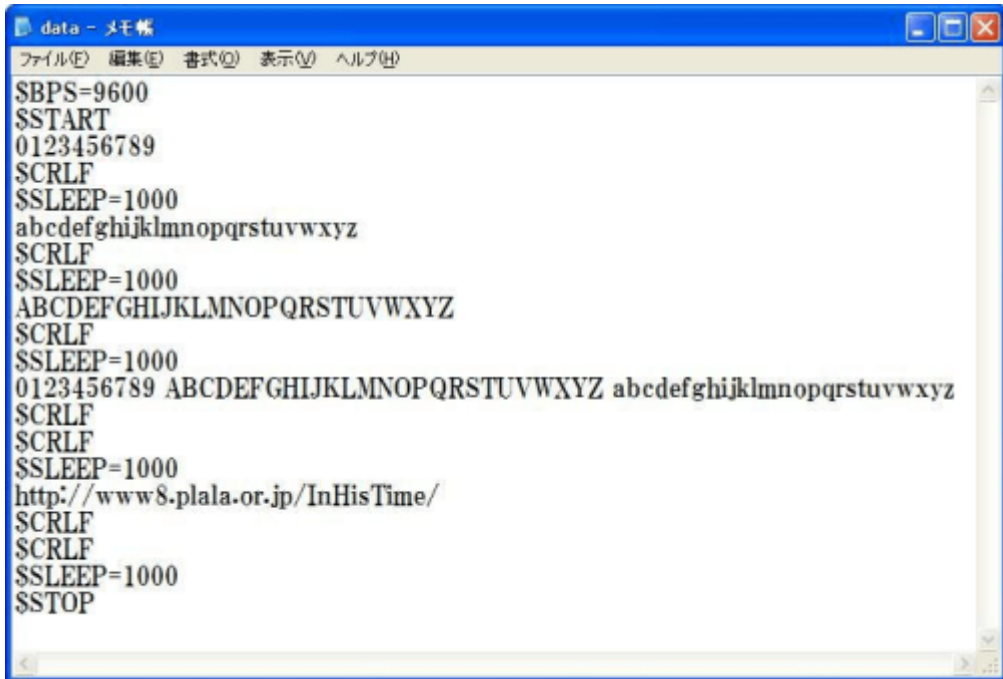 data - メモ帳
ファイル(F) 編集(E) 書式(O) 表示(V) ヘルプ(H)
$BPS=9600
$START
0123456789
$CRLF
$SLEEP=1000
abcdefghijklmnopqrstuvwxyz
$CRLF
$SLEEP=1000
ABCDEFGHIJKLMNOPQRSTUVWXYZ
$CRLF
$SLEEP=1000
0123456789 ABCDEFGHIJKLMNOPQRSTUVWXYZ abcdefghijklmnopqrstuvwxyz
$CRLF
$CRLF
$SLEEP=1000
http://www8.plala.or.jp/InHisTime/
$CRLF
$CRLF
$SLEEP=1000
$STOP